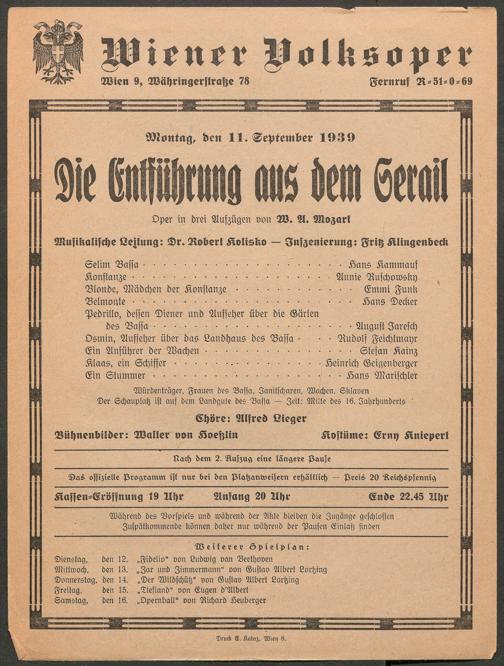 Wiener Volksoper
Wien 9, Währingerstraße 78 Fernruf R=51=0=69
Montag, den 11. September 1939
Die Entführung aus dem Serail
Oper in drei Aufzügen von W. A. Mozart
Musikalische Leitung: Dr. Robert Kolisko — Inszenierung: Fritz Klingenbeck
Selim Bassa Hans Kammauf
Konstanze Annie Ruschowsky
Blonde, Mädchen der Konstanze Emmi Funk
Belmonte Hans Decker
Pedrillo, dessen Diener und Aufseher über die Gärten
des Bassa August Jaresch
Osmin, Aufseher über das Landhaus des Bassa Rudolf Feichtmayr
Ein Anführer der Wachen Stefan Kainz
Klaas, ein Schiffer Heinrich Geigenberger
Ein Stummer Hans Marischler
Würdenträger, Frauen des Bassa, Janitscharen, Wachen, Sklaven
Der Schauplatz ist auf dem Landgute des Bassa — Zeit: Mitte des 16. Jahrhunderts
Chöre: Alfred Lieger
Bühnenbilder: Walter von Hoeßlin Kostüme: Erny Knieperl
Nach dem 2. Aufzug eine längere Pause
Das offizielle Programm ist nur bei den Platzanweisern erhältlich — Preis 20 Reichspfennig
Kassen=Eröffnung 19 Uhr Anfang 20 Uhr Ende 22.45 Uhr
Während des Vorspiels und während der Akte bleiben die Zugänge geschlossen
Zuspätkommende können daher nur während der Pausen Einlaß finden
Weiterer Spielplan:
Dienstag, den 12. „Fidelio" von Ludwig van Beethoven
Mittwoch, den 13. „Zar und Zimmermann" von Gustav Albert Lortzing
Donnerstag, den 14. „Der Wildschütz" von Gustav Albert Lortzing
Freitag, den 15. „Tiefland" von Eugen d'Albert
Samstag, den 16. „Opernball" von Richard Heuberger
Druck E. Kainz, Wien 8.